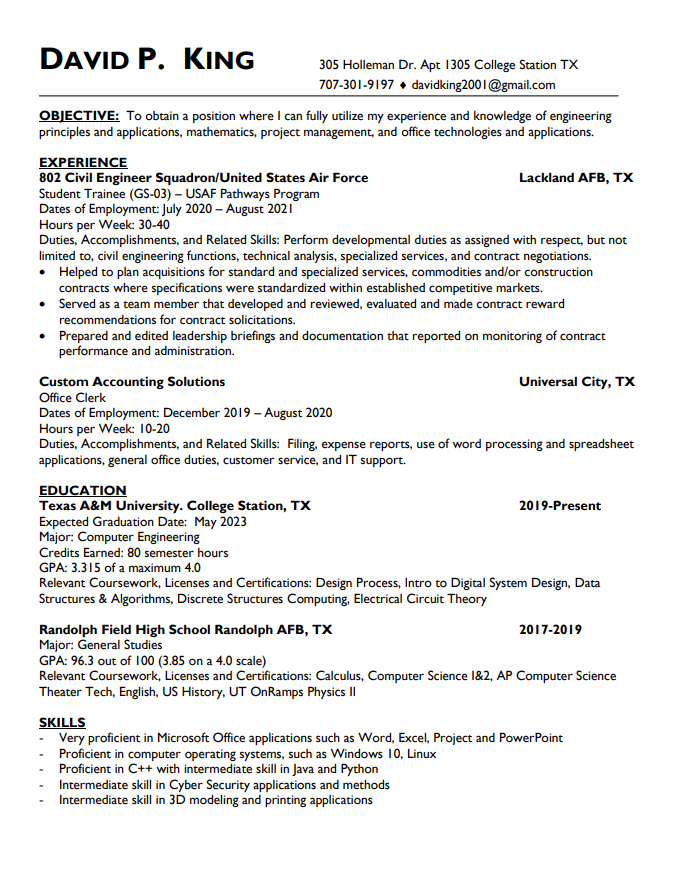 DAVID P. KING
305 Holleman Dr. Apt 1305 College Station TX
707-301-9197 ♦ davidking2001@gmail.com
OBJECTIVE: To obtain a position where I can fully utilize my experience and knowledge of engineering
principles and applications, mathematics, project management, and office technologies and applications.
EXPERIENCE
802 Civil Engineer Squadron/United States Air Force Lackland AFB, TX
Student Trainee (GS-03) – USAF Pathways Program
Dates of Employment: July 2020 – August 2021
Hours per Week: 30-40
Duties, Accomplishments, and Related Skills: Perform developmental duties as assigned with respect, but not
limited to, civil engineering functions, technical analysis, specialized services, and contract negotiations.
• Helped to plan acquisitions for standard and specialized services, commodities and/or construction
contracts where specifications were standardized within established competitive markets.
• Served as a team member that developed and reviewed, evaluated and made contract reward
recommendations for contract solicitations.
• Prepared and edited leadership briefings and documentation that reported on monitoring of contract
performance and administration.
Custom Accounting Solutions Universal City, TX
Office Clerk
Dates of Employment: December 2019 – August 2020
Hours per Week: 10-20
Duties, Accomplishments, and Related Skills: Filing, expense reports, use of word processing and spreadsheet
applications, general office duties, customer service, and IT support.
EDUCATION
Texas A&M University. College Station, TX 2019-Present
Expected Graduation Date: May 2023
Major: Computer Engineering
Credits Earned: 80 semester hours
GPA: 3.315 of a maximum 4.0
Relevant Coursework, Licenses and Certifications: Design Process, Intro to Digital System Design, Data
Structures & Algorithms, Discrete Structures Computing, Electrical Circuit Theory
Randolph Field High School Randolph AFB, TX 2017-2019
Major: General Studies
GPA: 96.3 out of 100 (3.85 on a 4.0 scale)
Relevant Coursework, Licenses and Certifications: Calculus, Computer Science I&2, AP Computer Science
Theater Tech, English, US History, UT OnRamps Physics II
SKILLS
- Very proficient in Microsoft Office applications such as Word, Excel, Project and PowerPoint
- Proficient in computer operating systems, such as Windows 10, Linux
- Proficient in C++ with intermediate skill in Java and Python
- Intermediate skill in Cyber Security applications and methods
- Intermediate skill in 3D modeling and printing applications